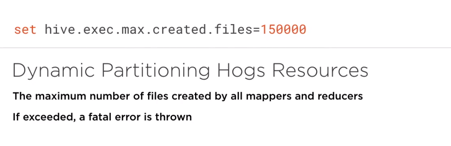 set hive.exec.max.created.files=150000
Dynamic Partitioning Hogs Resources
The maximum number of files created by all mappers and reducers
If exceeded, a fatal error is thrown